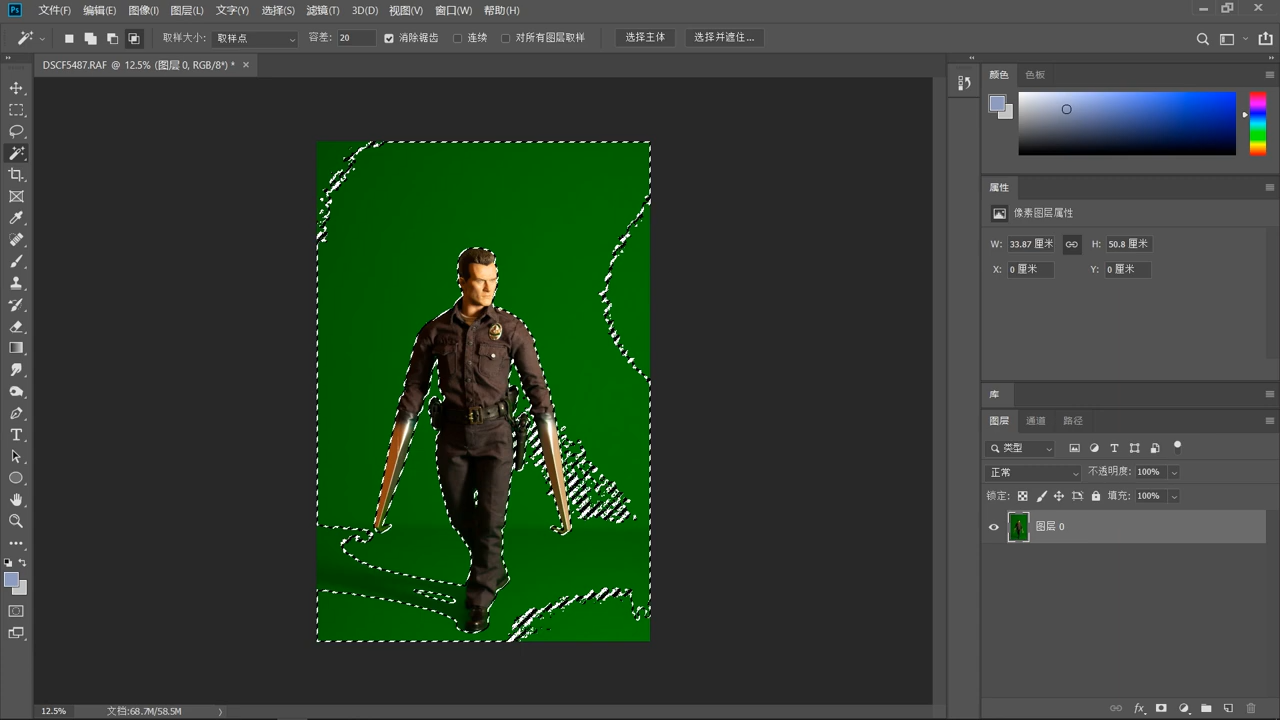 Ps 文件(F) 编辑(E) 图像(I) 图层(L) 文字(Y) 选择(S) 滤镜(T) 3D(D) 视图(V) 窗口(W) 帮助(H)
取样大小: 取样点 容差: 20 消除锯齿 连续 对所有图层取样 选择主体 选择并遮住...
DSCF5487.RAF @ 12.5% (图层 0, RGB/8*) * ×
颜色 色板
属性
像素图层属性
W: 33.87 厘米 H: 50.8 厘米
X: 0 厘米 Y: 0 厘米
库
图层 通道 路径
类型
正常 不透明度: 100%
锁定: 填充: 100%
图层 0
12.5% 文档:68.7M/58.5M
fx